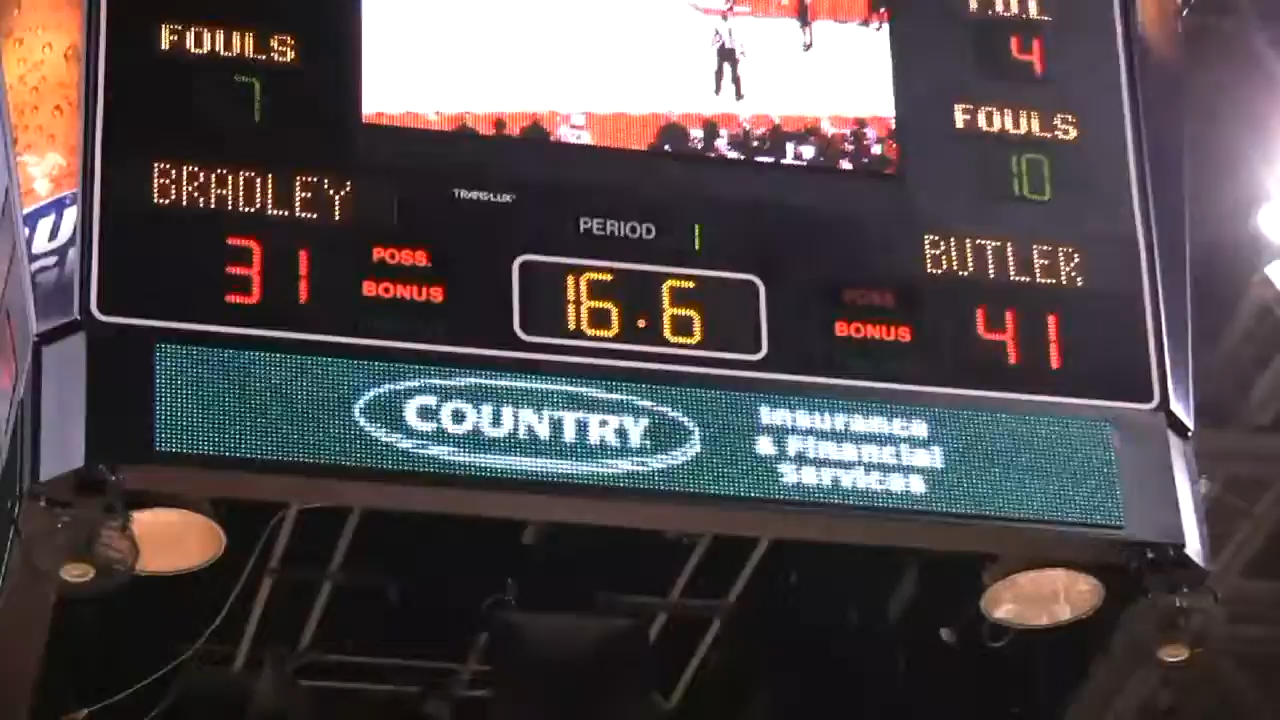 FOULS
7
BRADLEY
31
POSS.
BONUS
TRANS-LUX
PERIOD 1
16.6
4
FOULS
10
BUTLER
POSS.
BONUS
41
COUNTRY
Insurance
& Financial
Services